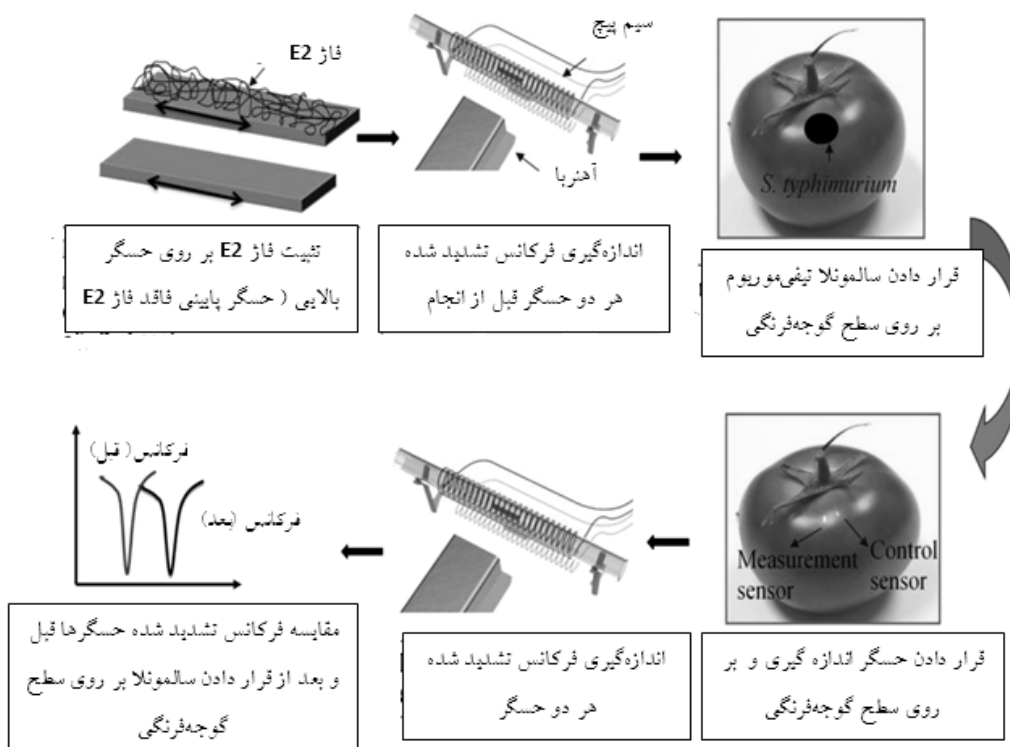 فاژ E2
سیم پیچ
آهنربا
S. typhimurium
تثبیت فاژ E2 بر روی حسگر
بالایی ( حسگر پایینی فاقد فاژ E2
اندازه‌گیری فرکانس تشدید شده
هر دو حسگر قبل از انجام
قرار دادن سالمونلا تیفی‌موریوم
بر روی سطح گوجه‌فرنگی
Measurement
sensor
Control
sensor
قرار دادن حسگر اندازه گیری و بر
روی سطح گوجه‌فرنگی
اندازه‌گیری فرکانس تشدید شده
هر دو حسگر
فرکانس (قبل)
فرکانس (بعد)
مقایسه فرکانس تشدید شده حسگرها قبل
و بعد از قرار دادن سالمونلا بر روی سطح
گوجه‌فرنگی